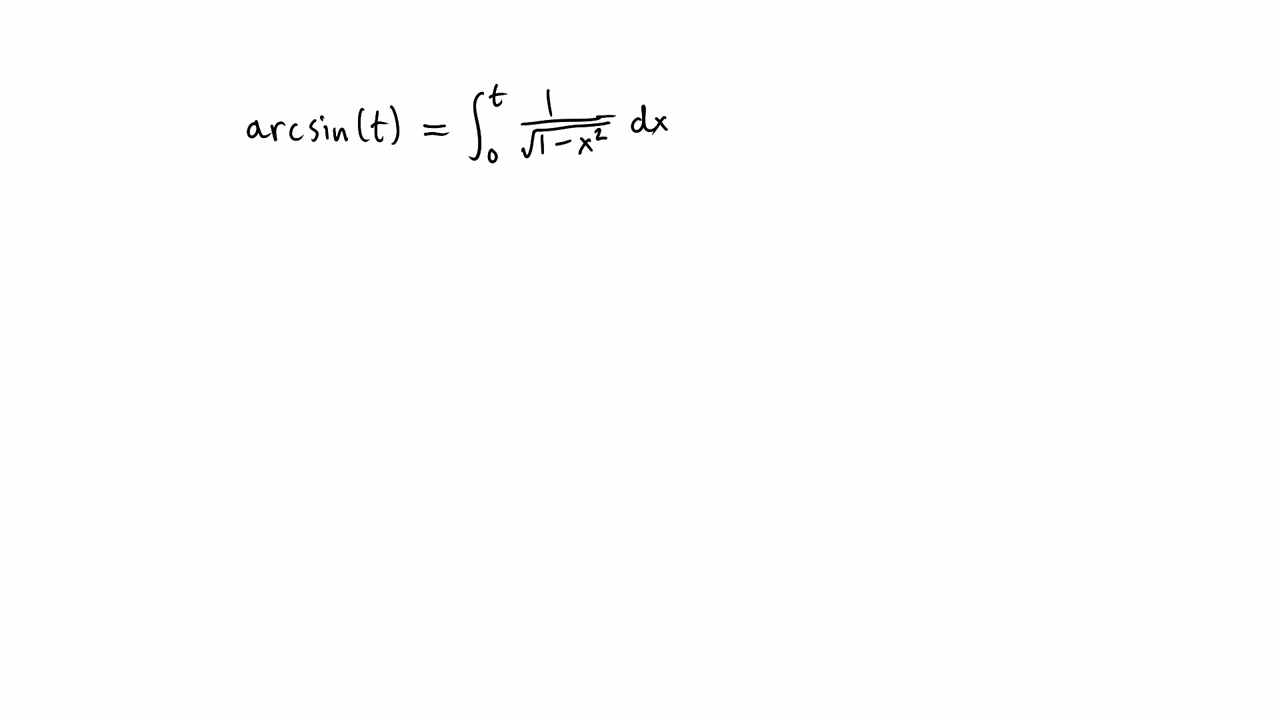 arcsin(t) = ∫₀ᵗ 1/√(1-x²) dx